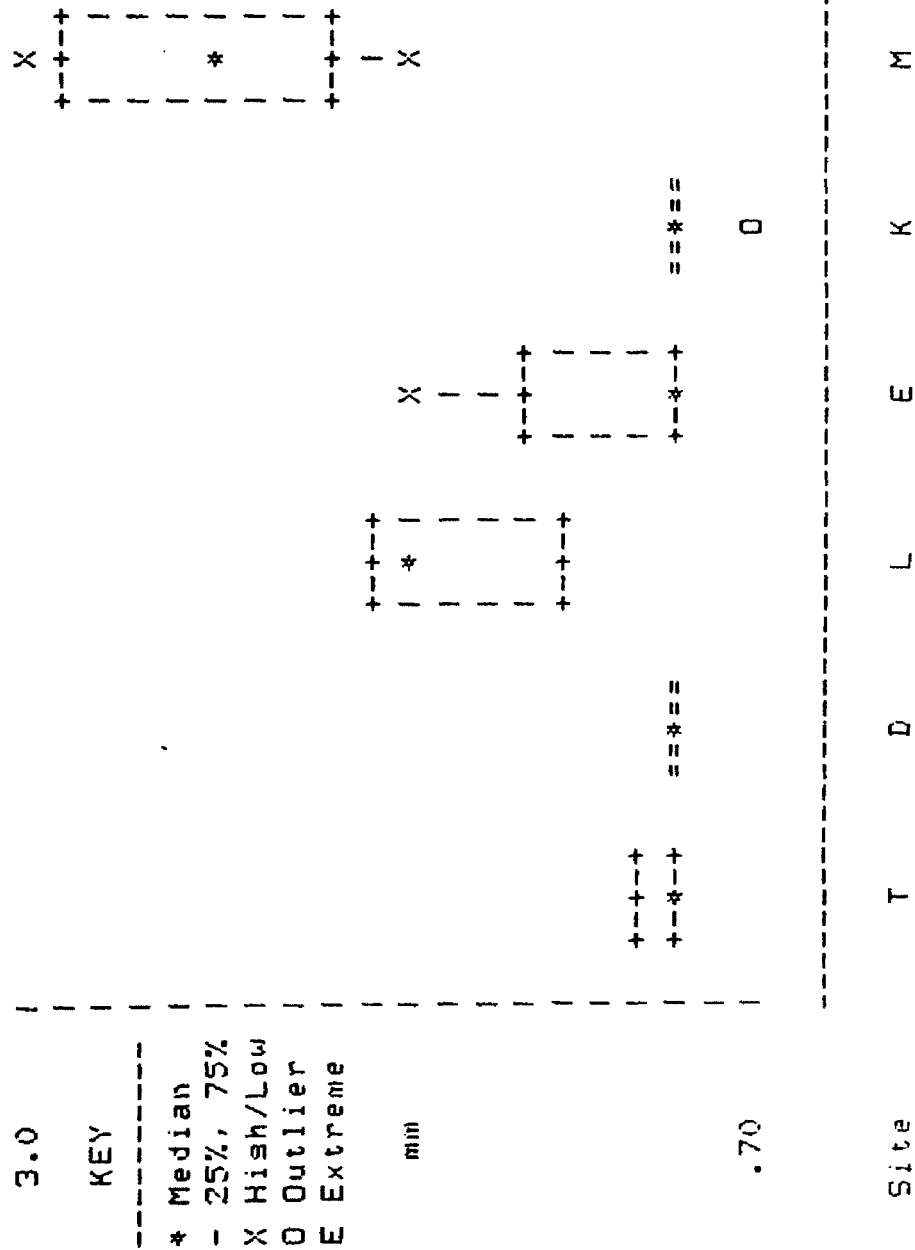 3.0
KEY
* Median
- 25%, 75%
X High/Low
O Outlier
E Extreme
mm
.70
Site T D L E K M